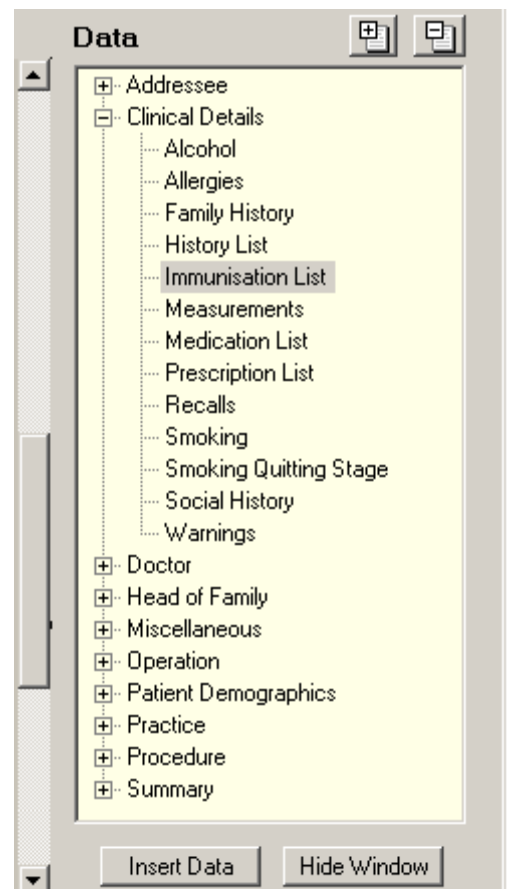 Data
Addressee
Clinical Details
Alcohol
Allergies
Family History
History List
Immunisation List
Measurements
Medication List
Prescription List
Recalls
Smoking
Smoking Quitting Stage
Social History
Warnings
Doctor
Head of Family
Miscellaneous
Operation
Patient Demographics
Practice
Procedure
Summary
Insert Data Hide Window